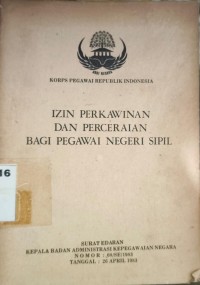 KORPS PEGAWAI REPUBLIK INDONESIA
IZIN PERKAWINAN
DAN PERCERAIAN
BAGI PEGAWAI NEGERI SIPIL
16
SURAT EDARAN
KEPALA BADAN ADMINISTRASI KEPEGAWAIAN NEGARA
NOMOR : 08/SE/1983
TANGGAL : 26 APRIL 1983